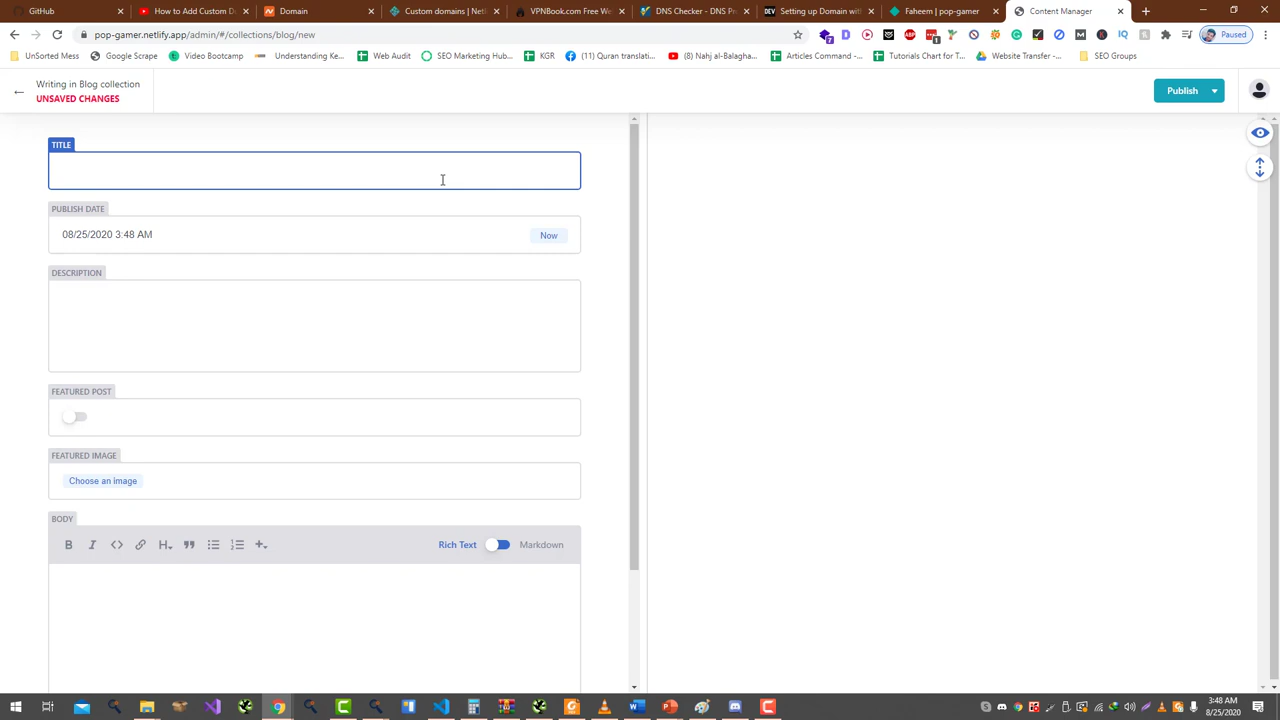 GitHub
How to Add Custom D
Domain
Custom domains | Netl
VPNBook.com Free We
DNS Checker - DNS Pro
Setting up Domain with
Faheem | pop-gamer
Content Manager
pop-gamer.netlify.app/admin/#/collections/blog/new
Paused
UnSorted Mers
Google Scrape
Video Bootcamp
Understanding Ke...
Web Audit
SEO Marketing Hub...
KGR
(11) Quran translati...
(8) Nahj al-Balagha...
Articles Command -...
Tutorials Chart for T...
Website Transfer -...
SEO Groups
Writing in Blog collection
UNSAVED CHANGES
Publish
TITLE
PUBLISH DATE
08/25/2020 3:48 AM
Now
DESCRIPTION
FEATURED POST
FEATURED IMAGE
Choose an image
BODY
Rich Text
Markdown
3:48 AM
8/25/2020